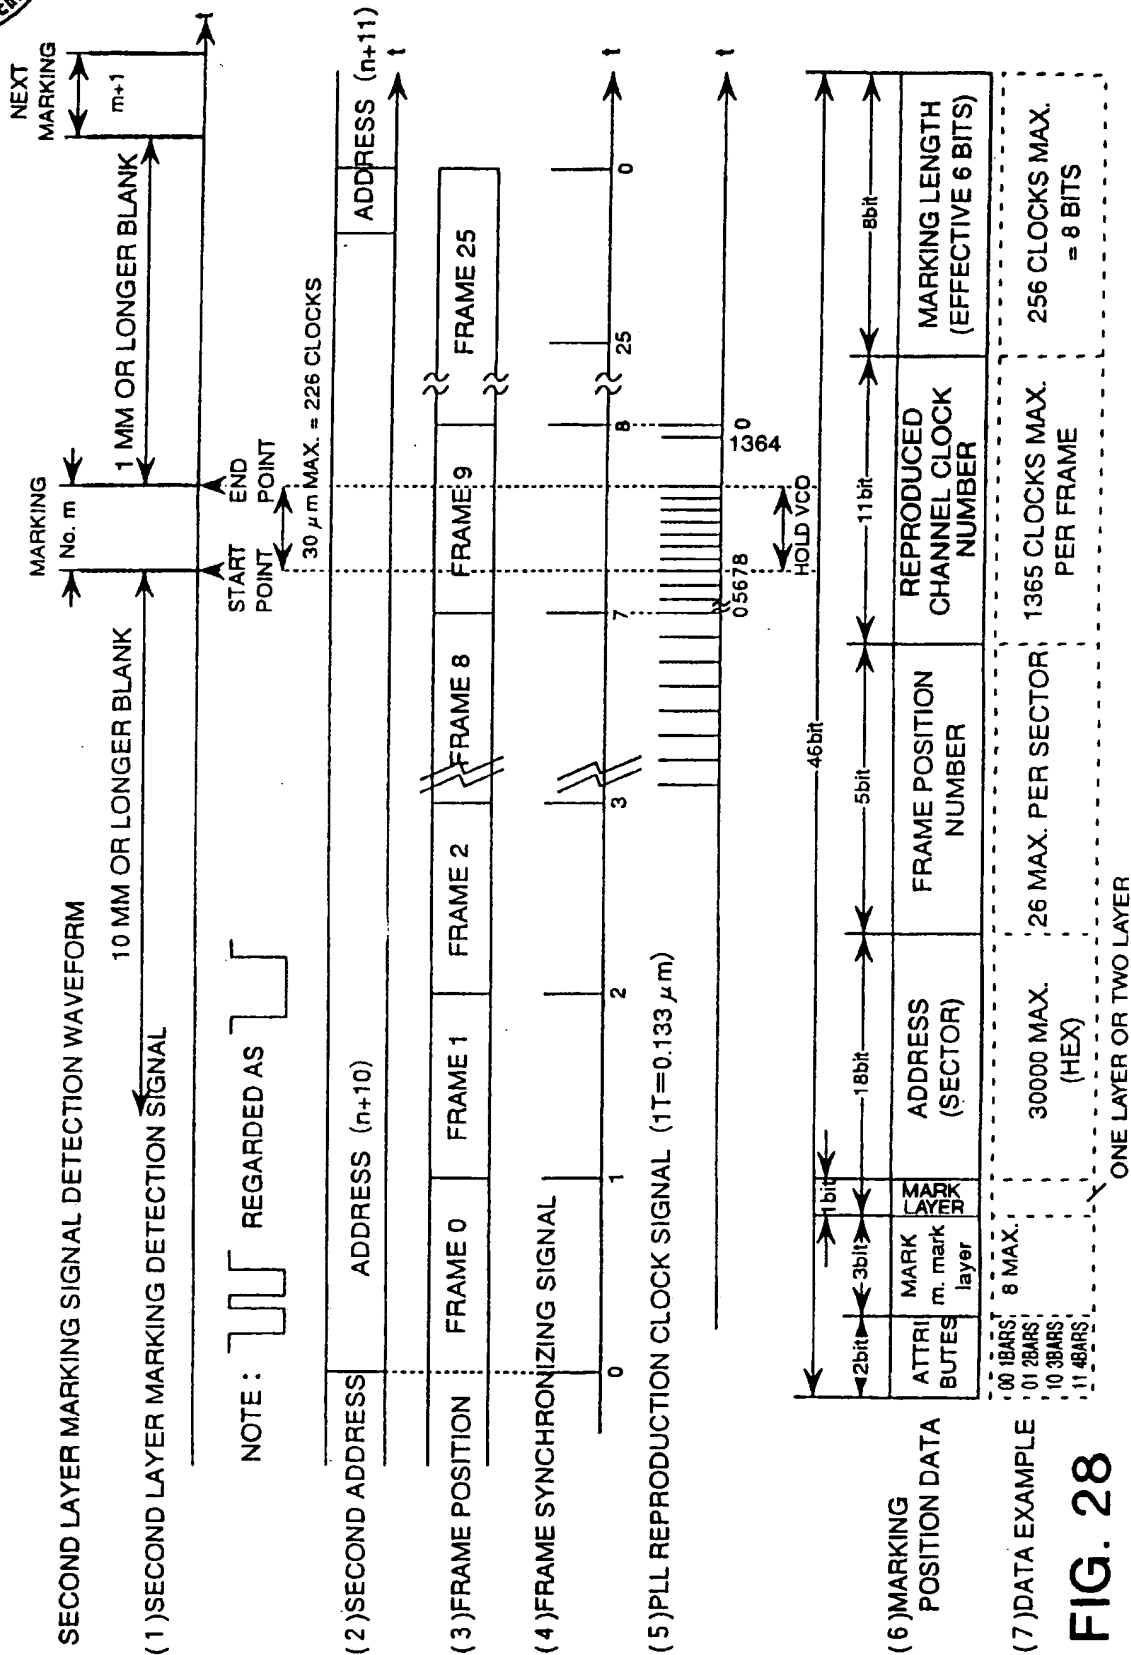 SECOND LAYER MARKING SIGNAL DETECTION WAVEFORM
NEXT
MARKING
m+1
MARKING
No. m
(1)SECOND LAYER MARKING DETECTION SIGNAL
10 MM OR LONGER BLANK
1 MM OR LONGER BLANK
t
START
POINT
END
POINT
NOTE : REGARDED AS
30 μm MAX. = 226 CLOCKS
(2)SECOND ADDRESS
ADDRESS (n+10)
ADDRESS (n+11)
t
(3)FRAME POSITION
FRAME 0
FRAME 1
FRAME 2
FRAME 8
FRAME 9
FRAME 25
(4)FRAME SYNCHRONIZING SIGNAL
0 1 2 3 7 8 25 0
t
(5)PLL REPRODUCTION CLOCK SIGNAL (1T=0.133 μm)
05678
1364
0
t
HOLD VCO
46bit
2bit
3bit
1bit
18bit
5bit
11bit
8bit
(6)MARKING
POSITION DATA
ATTRI
BUTES
MARK
m. mark
layer
MARK
LAYER
ADDRESS
(SECTOR)
FRAME POSITION
NUMBER
REPRODUCED
CHANNEL CLOCK
NUMBER
MARKING LENGTH
(EFFECTIVE 6 BITS)
(7)DATA EXAMPLE
00 1BARS
01 2BARS
10 3BARS
11 4BARS
8 MAX.
30000 MAX.
(HEX)
26 MAX. PER SECTOR
1365 CLOCKS MAX.
PER FRAME
256 CLOCKS MAX.
= 8 BITS
ONE LAYER OR TWO LAYER
FIG. 28